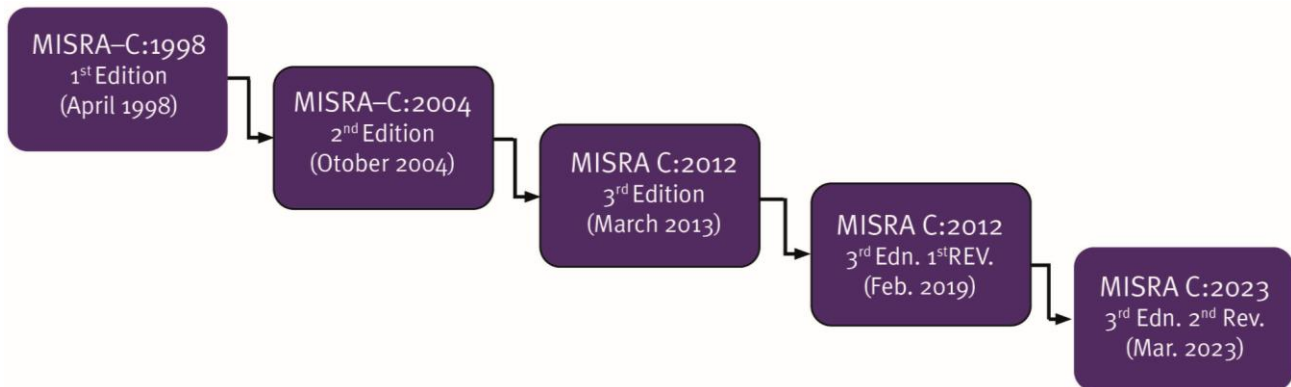 MISRA–C:1998
1st Edition
(April 1998)
MISRA–C:2004
2nd Edition
(Otober 2004)
MISRA C:2012
3rd Edition
(March 2013)
MISRA C:2012
3rd Edn. 1stREV.
(Feb. 2019)
MISRA C:2023
3rd Edn. 2nd Rev.
(Mar. 2023)